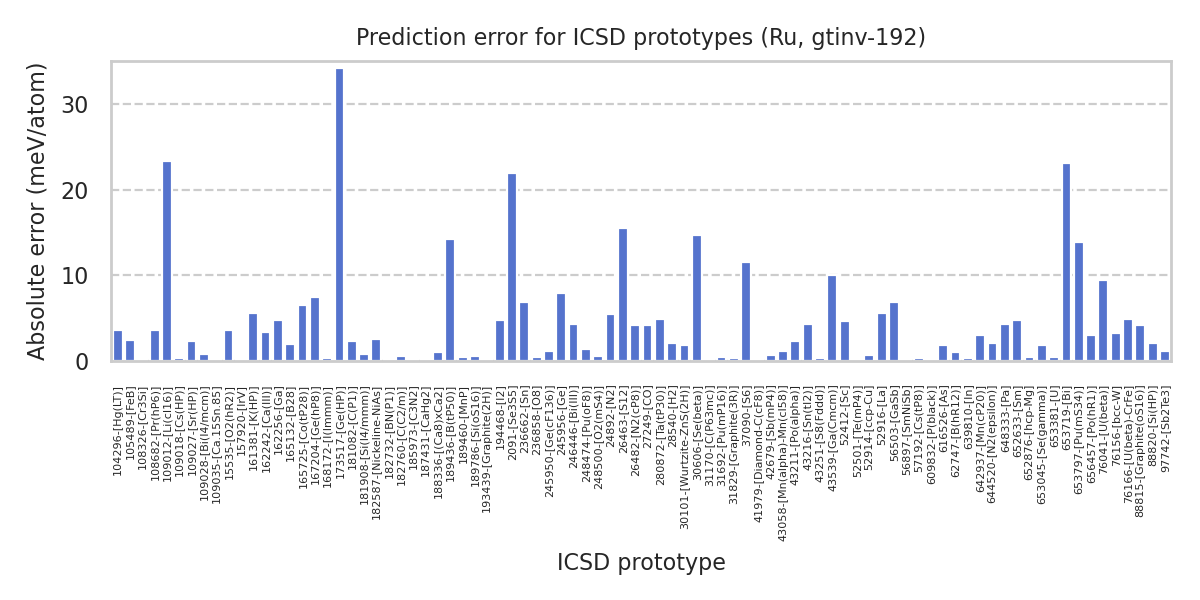 Prediction error for ICSD prototypes (Ru, gtinv-192)
Absolute error (meV/atom)
30
20
10
0
104296-[Hg(LT)]
105489-[FeB]
108326-[Cr3Si]
108682-[Pr(hP6)]
109012-[Li(cI16)]
109018-[Cs(HP)]
109027-[Sr(HP)]
109028-[Bi(I4/mcm)]
109035-[Ca.15Sn.85]
15535-[O2(hR2)]
157920-[IrV]
161381-[K(HP)]
162242-[Ca(III)]
162256-[Ga]
165132-[B28]
165725-[Co(tP28)]
167204-[Ge(hP8)]
168172-[I(Immm)]
173517-[Ge(HP)]
181082-[C(P1)]
181908-[Si(I4/mmm)]
182587-[Nickeline-NiAs]
182732-[BN(P1)]
182760-[C(C2/m)]
185973-[C3N2]
187431-[CaHg2]
188336-[(Ca8)xCa2]
189436-[B(tP50)]
189460-[MnP]
189786-[Si(oS16)]
193439-[Graphite(2H)]
194468-[I2]
2091-[Se3S5]
236662-[Sn]
236858-[O8]
245950-[Ge(cF136)]
245956-[Ge]
246446-[Bi(III)]
248474-[Pu(oF8)]
248500-[O2(mS4)]
24892-[N2]
26463-[S12]
26482-[N2(cP8)]
272249-[CO]
280872-[Ta(tP30)]
28540-[H2]
30101-[Wurtzite-ZnS(2H)]
30606-[Se(beta)]
31170-[C(P63mc)]
31692-[Pu(mP16)]
31829-[Graphite(3R)]
37090-[S6]
41979-[Diamond-C(cF8)]
42679-[Sb(mP4)]
43058-[Mn(alpha)-Mn(cI58)]
43211-[Po(alpha)]
43216-[Sn(tI2)]
43251-[S8(Fddd)]
43539-[Ga(Cmcm)]
52412-[Sc]
52501-[Te(mP4)]
52914-[ccp-Cu]
52916-[La]
56503-[GaSb]
56897-[SmNiSb]
57192-[Cs(tP8)]
609832-[P(black)]
616526-[As]
62747-[B(hR12)]
639810-[In]
642937-[Mn(cP20)]
644520-[N2(epsilon)]
648333-[Pa]
652633-[Sm]
652876-[hcp-Mg]
653045-[Se(gamma)]
653381-[U]
653719-[Bi]
653797-[Pu(mS34)]
656457-[Po(hR1)]
76041-[U(beta)]
76156-[bcc-W]
76166-[U(beta)-CrFe]
88815-[Graphite(oS16)]
88820-[Si(HP)]
97742-[Sb2Te3]
ICSD prototype